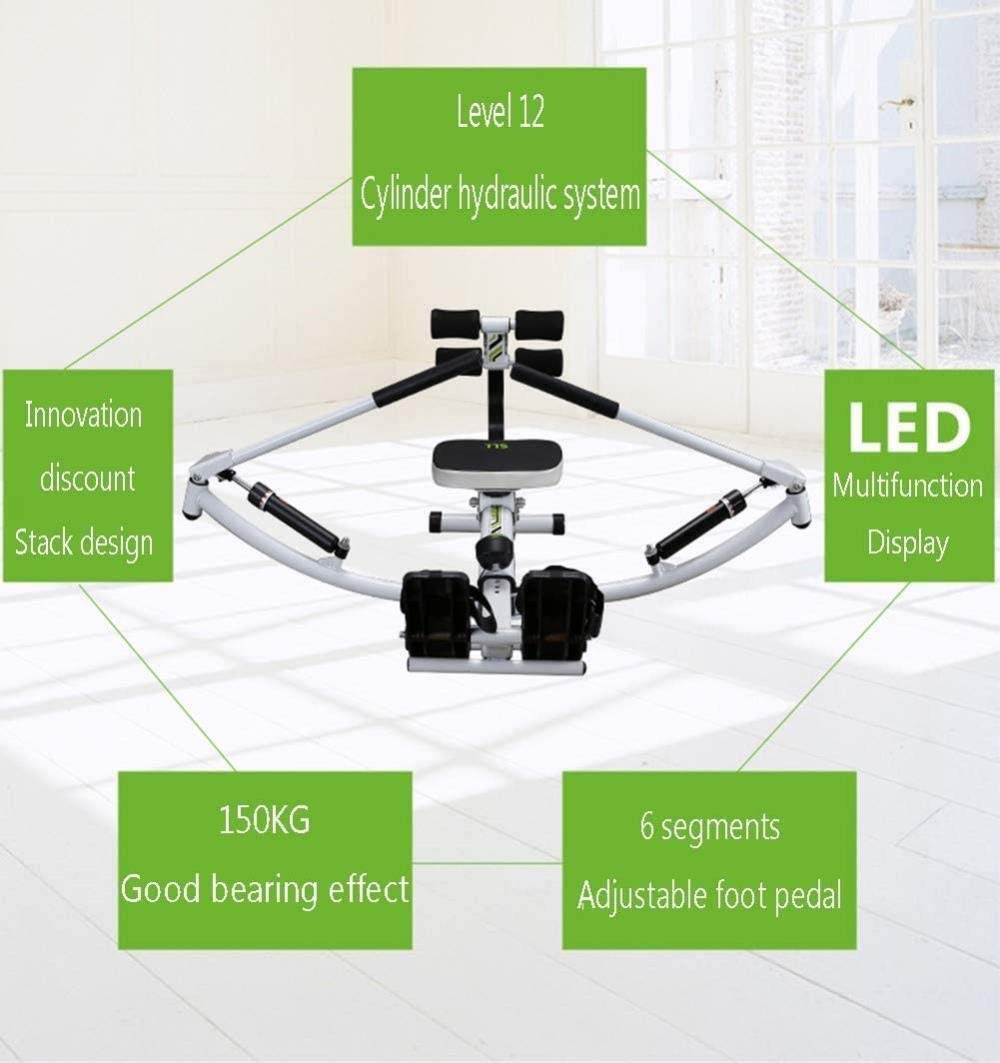 Level 12
Cylinder hydraulic system
Innovation
discount
Stack design
LED
Multifunction
Display
SLL
150KG
Good bearing effect
6 segments
Adjustable foot pedal